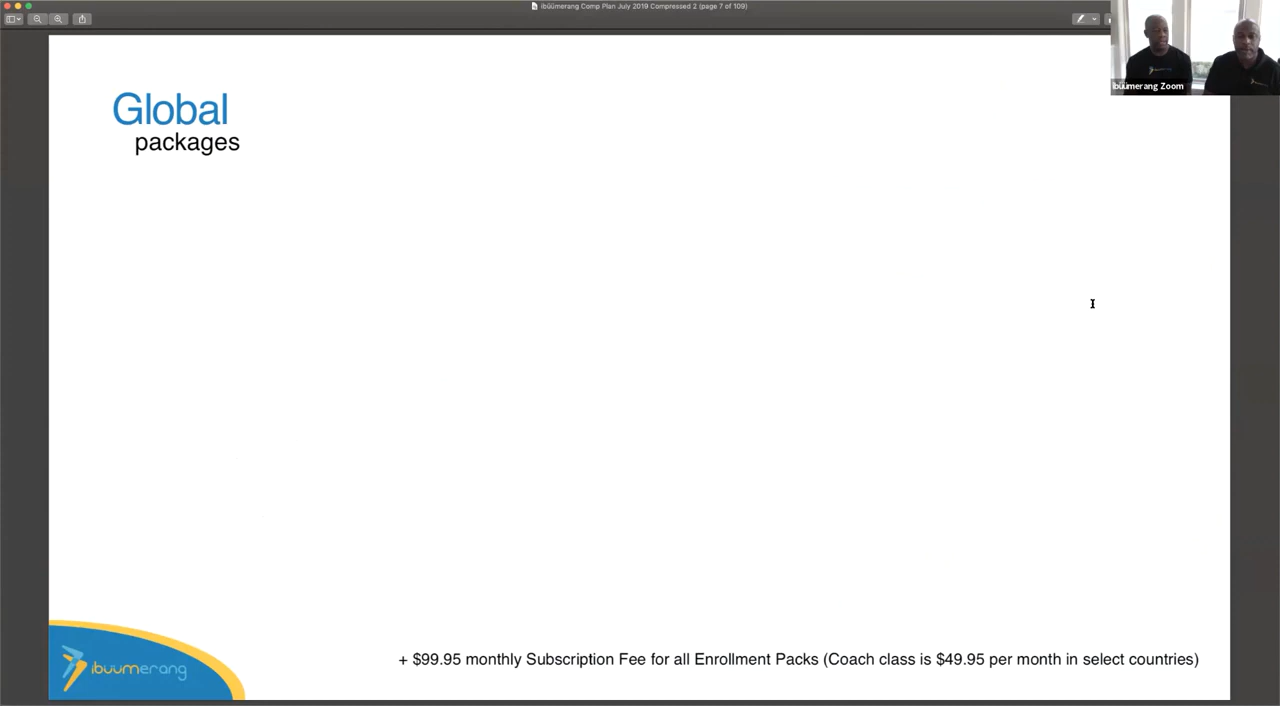 ibüümerang Comp Plan July 2019 Compressed 2 (page 7 of 109)
ibüümerang Zoom
Global
packages
+ $99.95 monthly Subscription Fee for all Enrollment Packs (Coach class is $49.95 per month in select countries)
ibuumerang